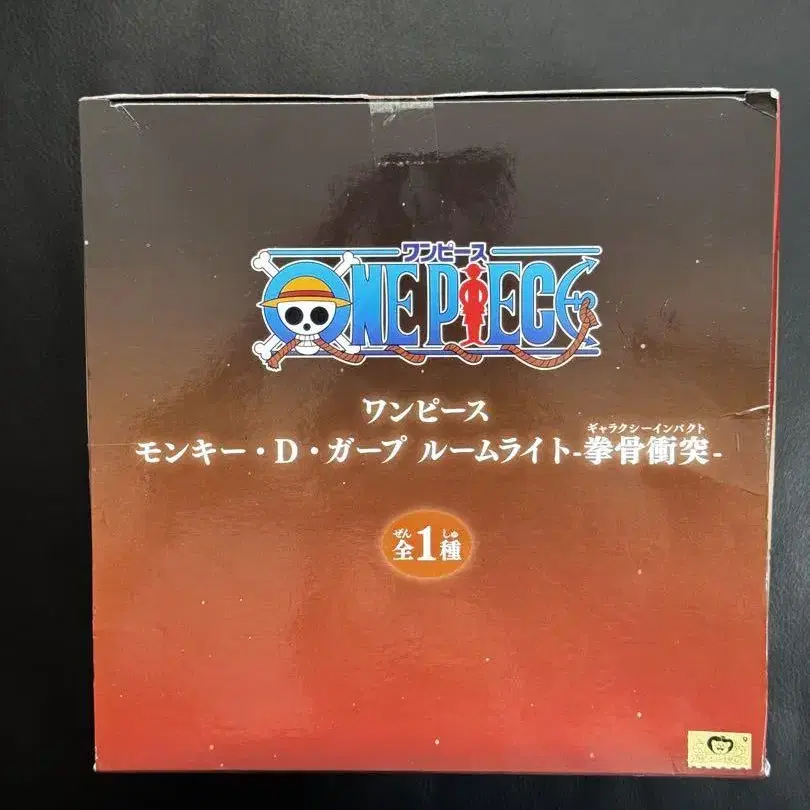 ワンピース
ONE PIECE
ワンピース
ギャラクシーインパクト
モンキー・D・ガープ ルームライト-拳骨衝突-
ぜん しゅ
全1種